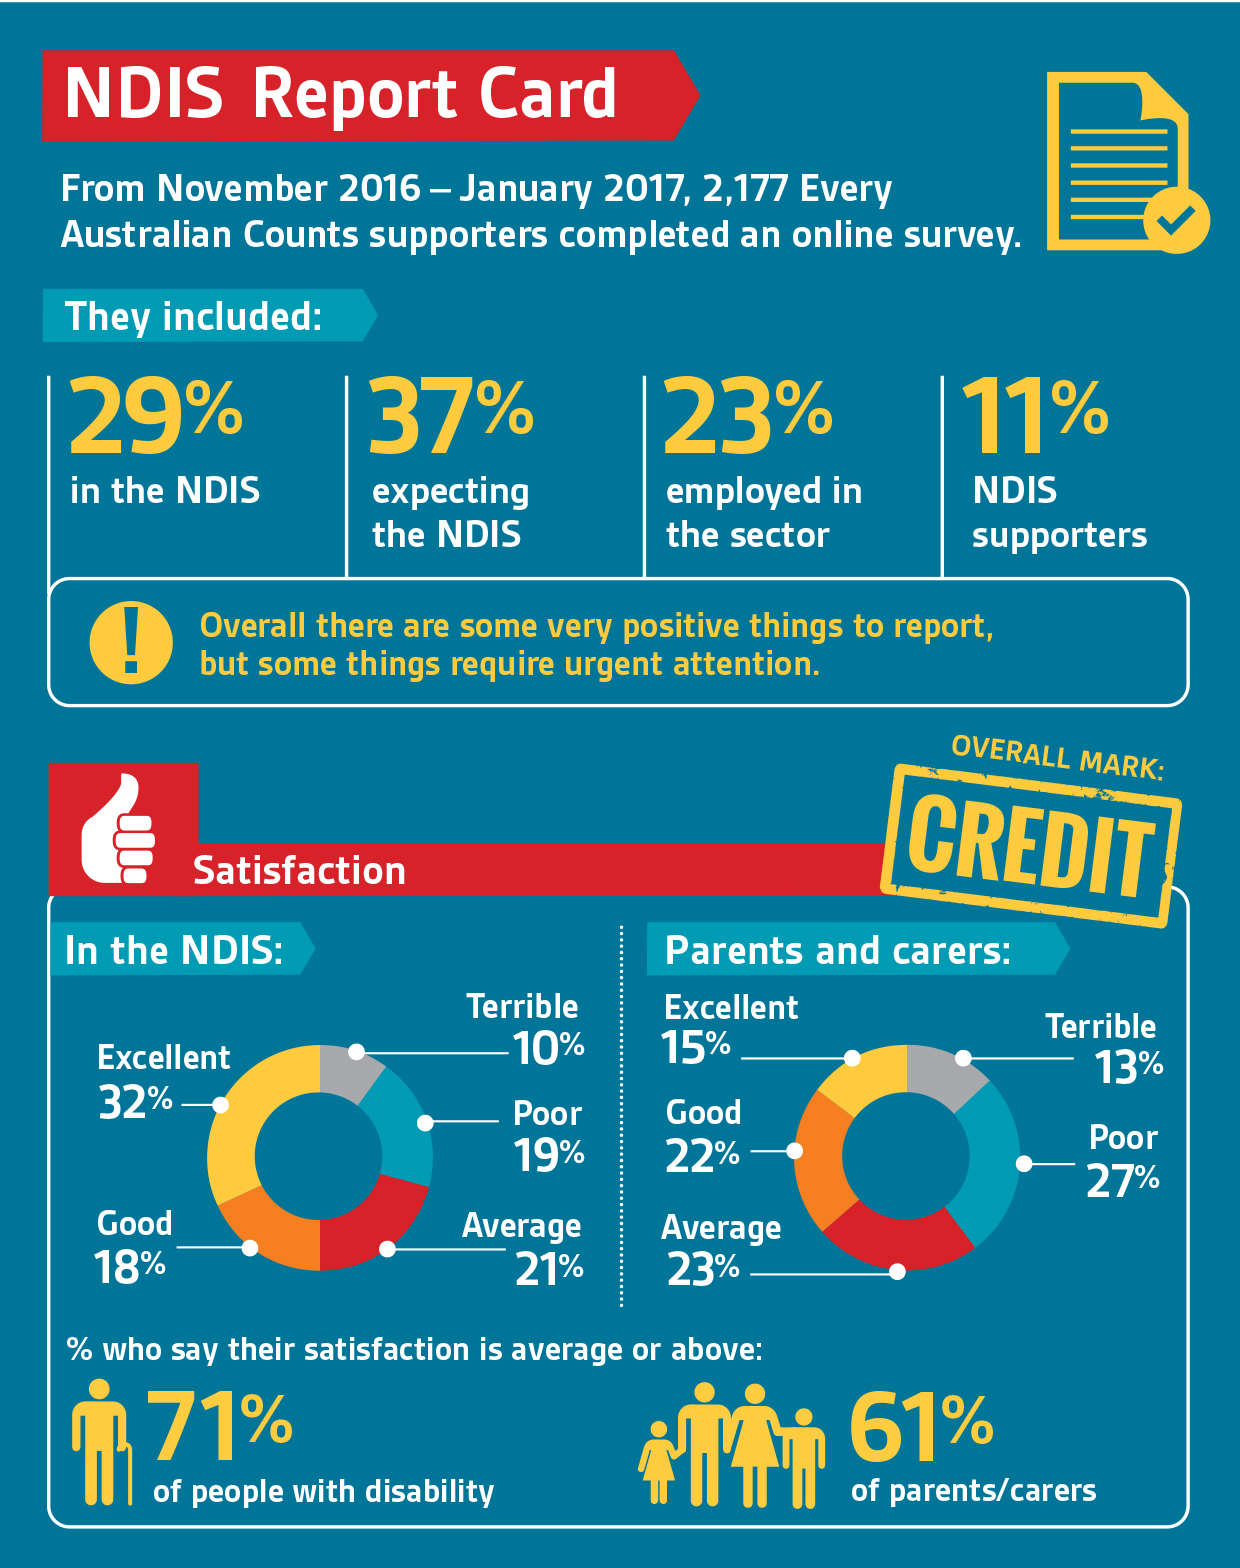 NDIS Report Card
From November 2016 – January 2017, 2,177 Every
Australian Counts supporters completed an online survey.
They included:
29%
in the NDIS
37%
expecting
the NDIS
23%
employed in
the sector
11%
NDIS
supporters
!
Overall there are some very positive things to report,
but some things require urgent attention.
OVERALL MARK:
CREDIT
Satisfaction
In the NDIS:
Terrible
10%
Excellent
32%
Poor
19%
Good
18%
Average
21%
Parents and carers:
Excellent
15%
Terrible
13%
Good
22%
Poor
27%
Average
23%
% who say their satisfaction is average or above:
71%
of people with disability
61%
of parents/carers